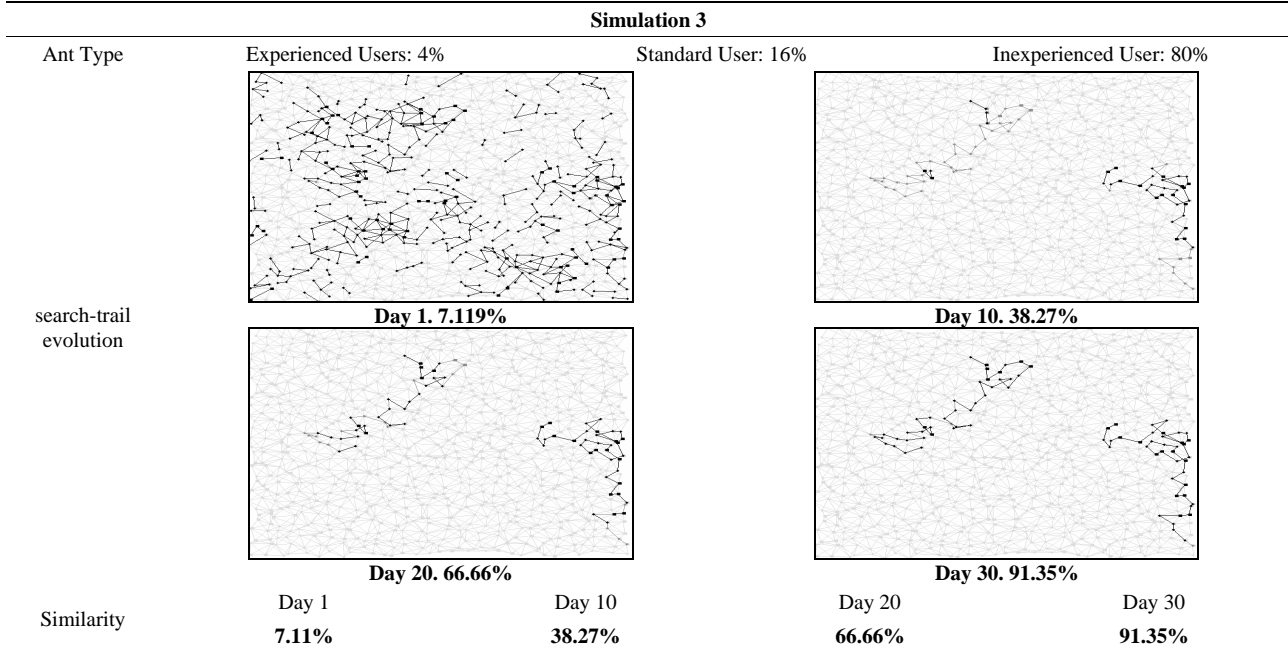 Simulation 3
Ant Type Experienced Users: 4% Standard User: 16% Inexperienced User: 80%
Day 1. 7.119% Day 10. 38.27%
search-trail
evolution
Day 20. 66.66% Day 30. 91.35%
Similarity
Day 1 Day 10 Day 20 Day 30
7.11% 38.27% 66.66% 91.35%